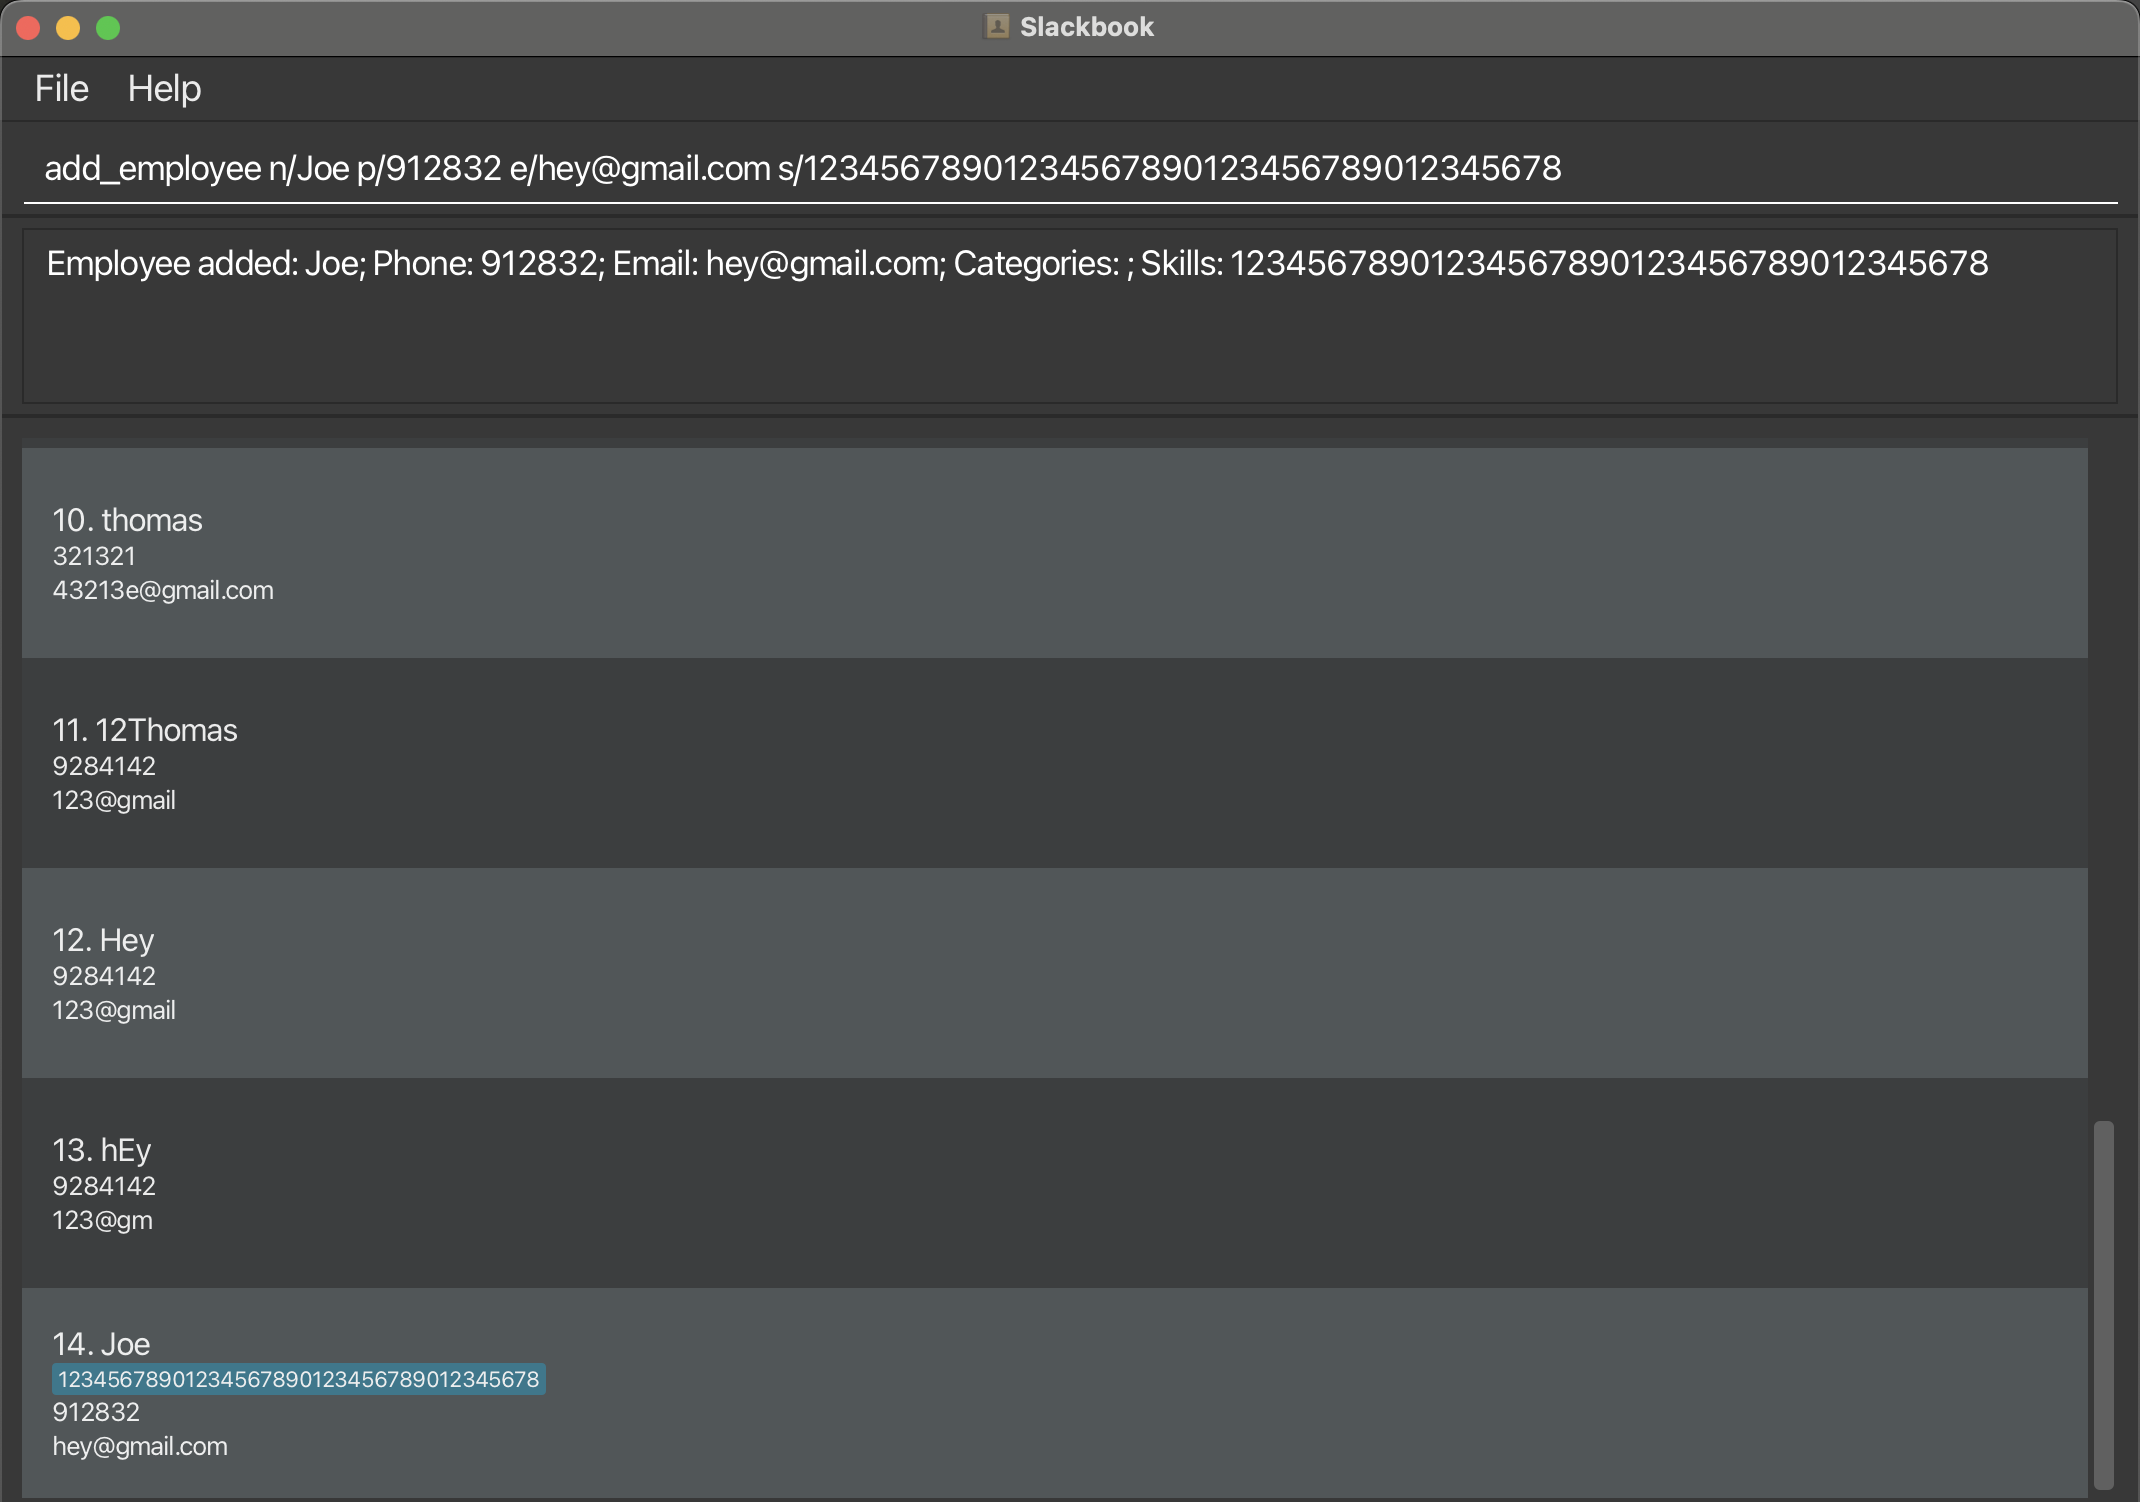 Slackbook
File Help
add_employee n/Joe p/912832 e/hey@gmail.com s/12345678901234567890123456789012345678
Employee added: Joe; Phone: 912832; Email: hey@gmail.com; Categories: ; Skills: 12345678901234567890123456789012345678
10. thomas
321321
43213e@gmail.com
11. 12Thomas
9284142
123@gmail
12. Hey
9284142
123@gmail
13. hEy
9284142
123@gm
14. Joe
12345678901234567890123456789012345678
912832
hey@gmail.com